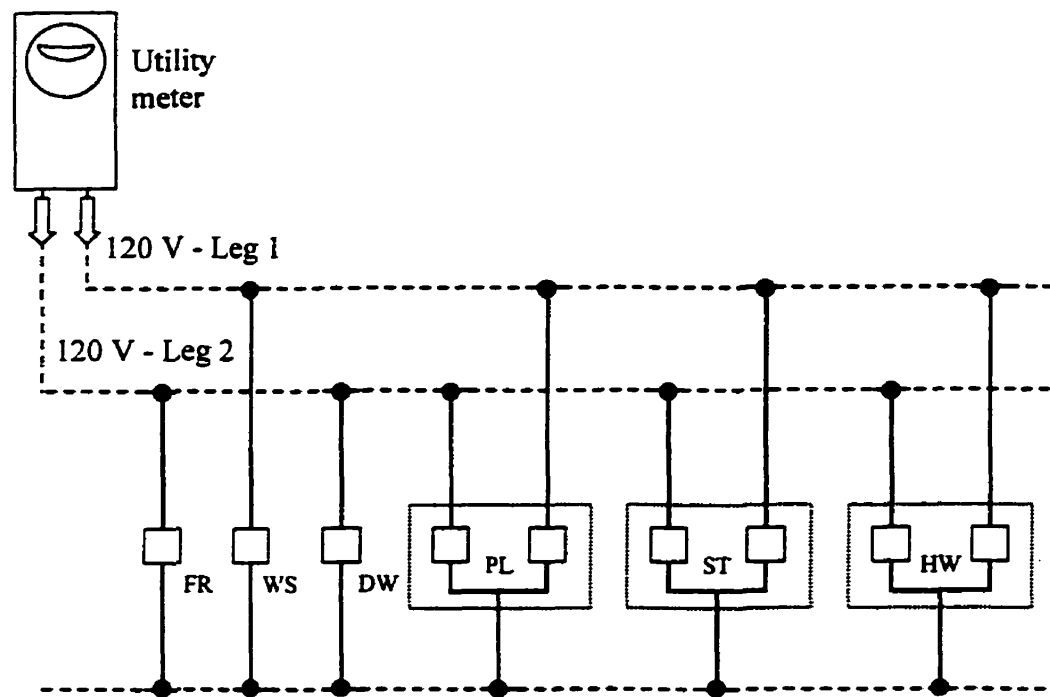 Utility
meter
120 V - Leg 1
120 V - Leg 2
FR WS DW PL ST HW